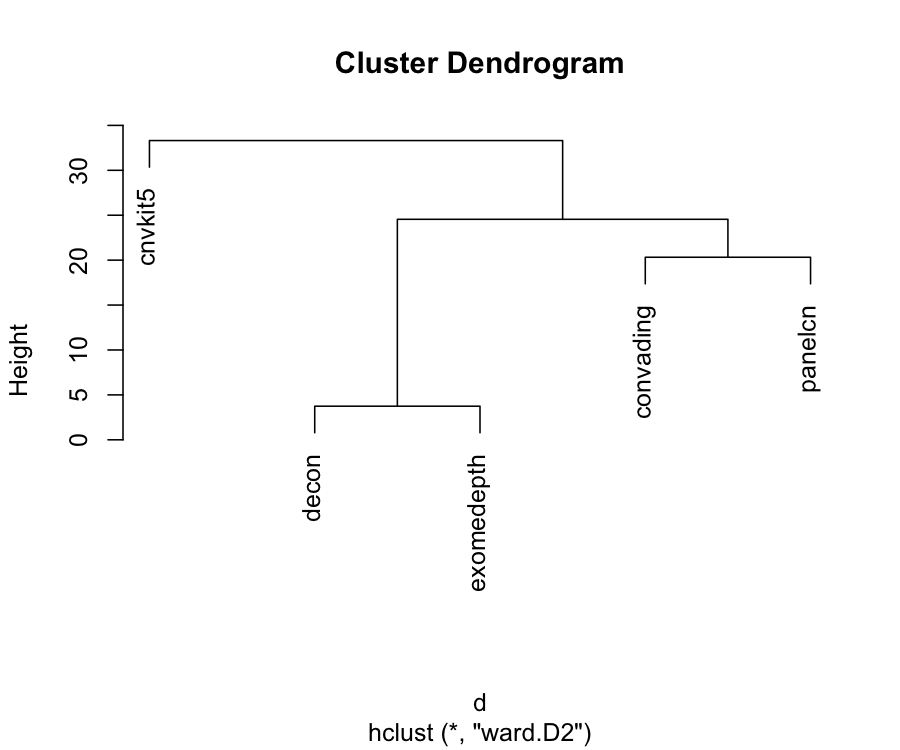 Cluster Dendrogram
Height
30
20
10
5
0
cnvkit5
decon
exomedepth
convading
panelcn
d
hclust (*, "ward.D2")